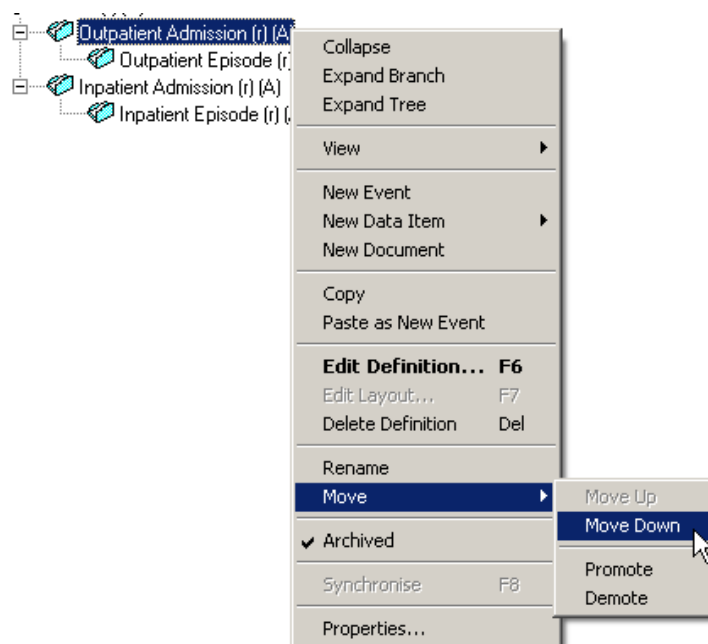 Outpatient Admission (r) (A
Outpatient Episode (r)
Inpatient Admission (r) (A)
Inpatient Episode (r) (
Collapse
Expand Branch
Expand Tree
View
New Event
New Data Item
New Document
Copy
Paste as New Event
Edit Definition... F6
Edit Layout... F7
Delete Definition Del
Rename
Move
Move Up
Move Down
Archived
Promote
Synchronise F8
Demote
Properties...